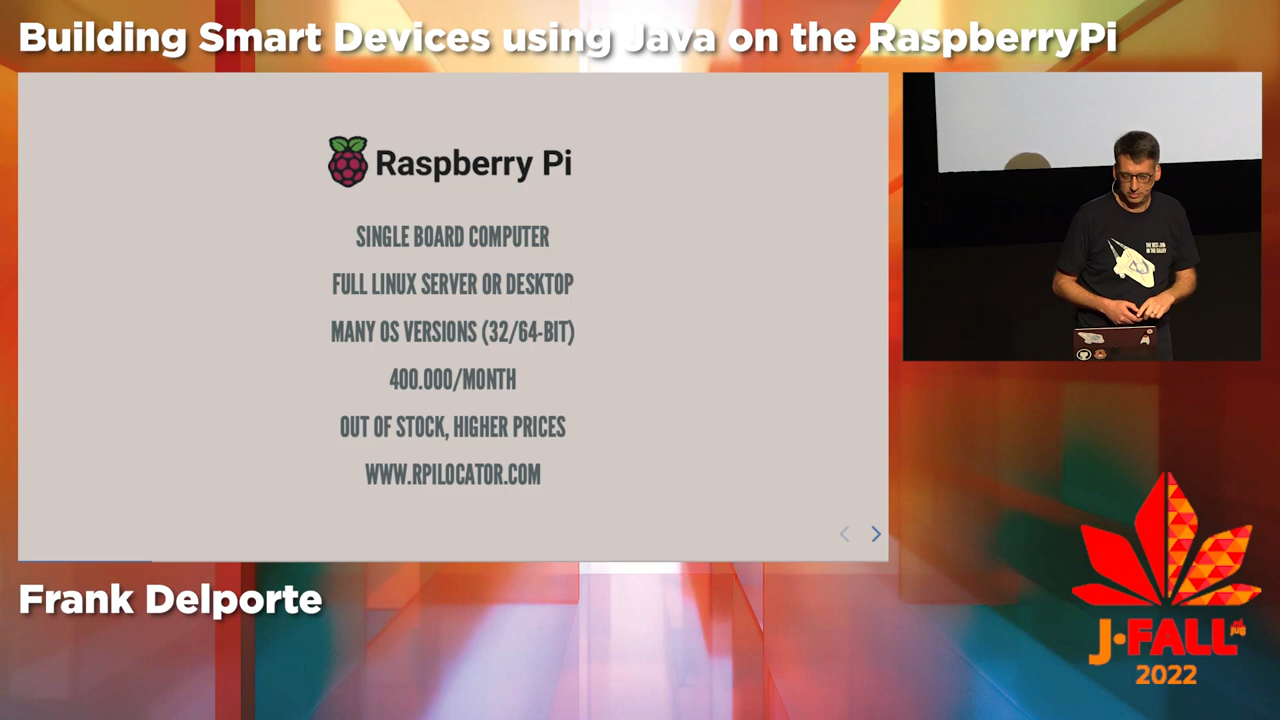 Building Smart Devices using Java on the RaspberryPi
Raspberry Pi
SINGLE BOARD COMPUTER
FULL LINUX SERVER OR DESKTOP
MANY OS VERSIONS (32/64-BIT)
400.000/MONTH
OUT OF STOCK, HIGHER PRICES
WWW.RPILOCATOR.COM
Frank Delporte
J-FALL
2022